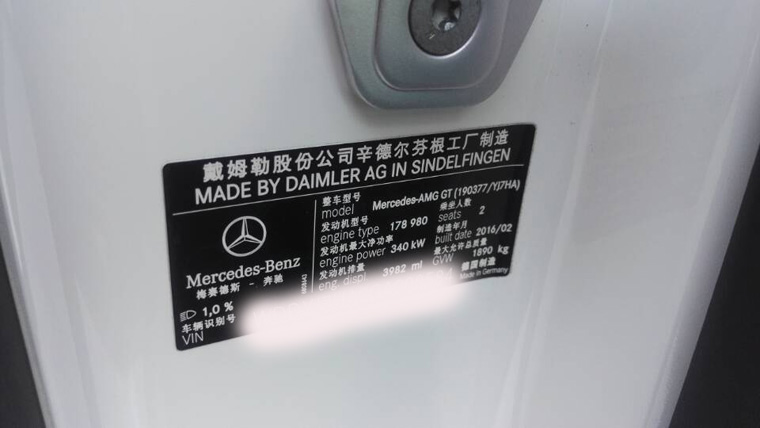 戴姆勒股份公司辛德尔芬根工厂制造
MADE BY DAIMLER AG IN SINDELFINGEN
Mercedes-Benz
梅赛德斯 - 奔驰
1,0 %
车辆识别号
VIN
整车型号
model Mercedes-AMG GT (190377/YJ7HA)
发动机型号 乘坐人数
engine type 178 980 seats 2
发动机最大净功率 制造年月
engine power 340 kW built date 2016/02
发动机排量 最大允许总质量
eng. displ 3982 ml GVW 1890 kg
德国制造
Made in Germany